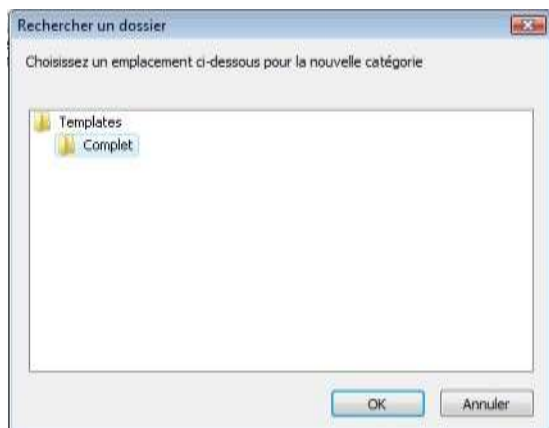 Rechercher un dossier
Choisissez un emplacement ci-dessous pour la nouvelle catégorie
Templates
Complet
OK
Annuler